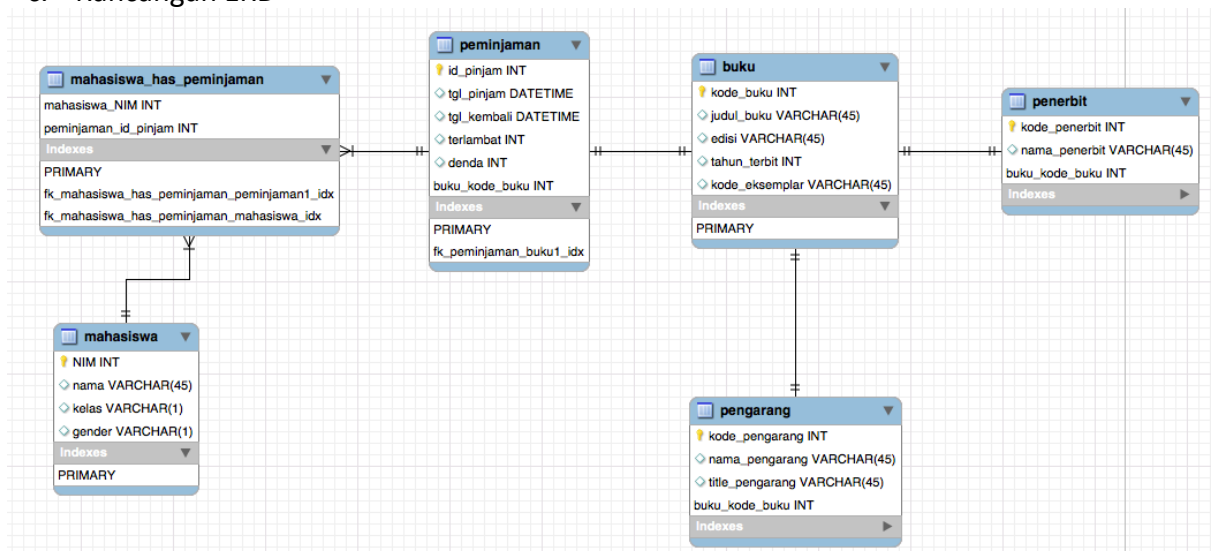 mahasiswa_has_peminjaman
mahasiswa_NIM INT
peminjaman_id_pinjam INT
Indexes
PRIMARY
fk_mahasiswa_has_peminjaman_peminjaman1_idx
fk_mahasiswa_has_peminjaman_mahasiswa_idx
peminjaman
id_pinjam INT
tgl_pinjam DATETIME
tgl_kembali DATETIME
terlambat INT
denda INT
buku_kode_buku INT
Indexes
PRIMARY
fk_peminjaman_buku1_idx
buku
kode_buku INT
judul_buku VARCHAR(45)
edisi VARCHAR(45)
tahun_terbit INT
kode_eksemplar VARCHAR(45)
Indexes
PRIMARY
penerbit
kode_penerbit INT
nama_penerbit VARCHAR(45)
buku_kode_buku INT
Indexes
mahasiswa
NIM INT
nama VARCHAR(45)
kelas VARCHAR(1)
gender VARCHAR(1)
Indexes
PRIMARY
pengarang
kode_pengarang INT
nama_pengarang VARCHAR(45)
title_pengarang VARCHAR(45)
buku_kode_buku INT
Indexes